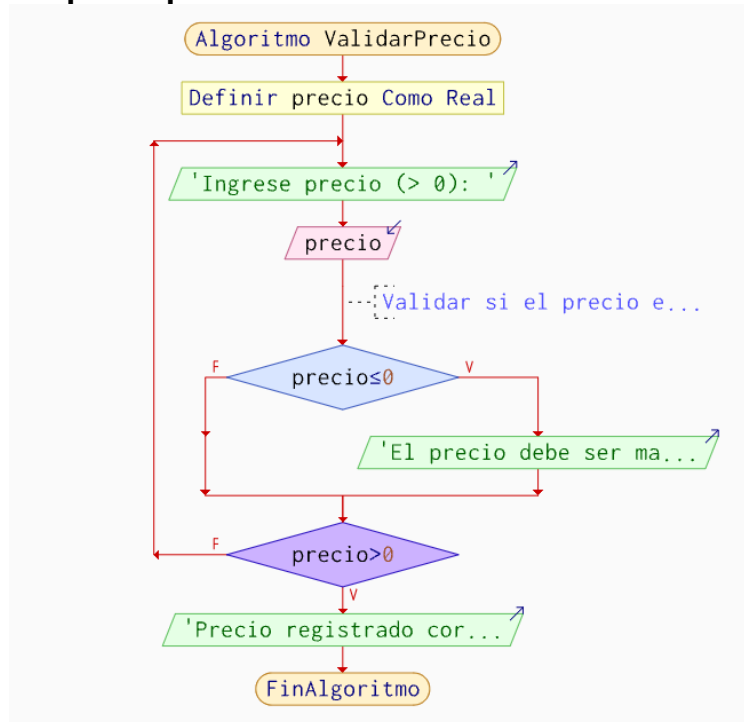 Algoritmo ValidarPrecio
Definir precio Como Real
'Ingrese precio (> 0): '
precio
Validar si el precio e...
precio≤0
F
V
'El precio debe ser ma...
precio>0
F
V
'Precio registrado cor...
FinAlgoritmo